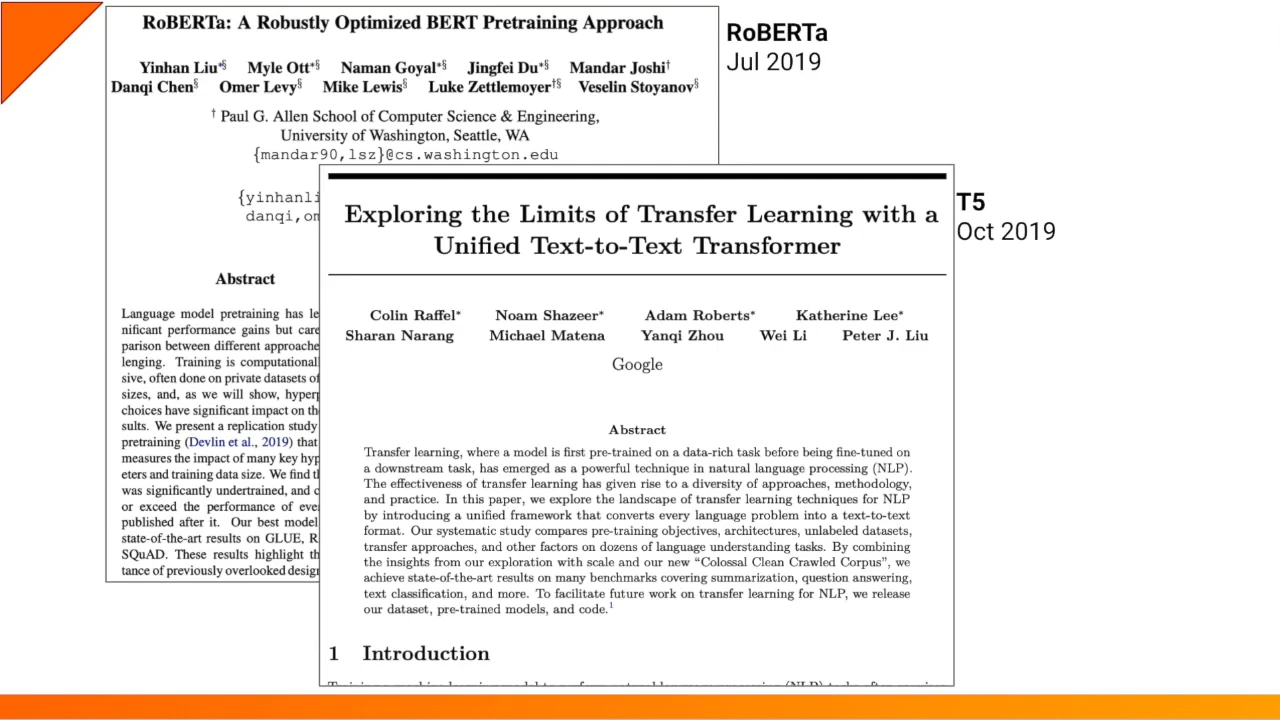 RoBERTa: A Robustly Optimized BERT Pretraining Approach
Yinhan Liu*§ Myle Ott*§ Naman Goyal*§ Jingfei Du*§ Mandar Joshi†
Danqi Chen§ Omer Levy§ Mike Lewis§ Luke Zettlemoyer†§ Veselin Stoyanov§
† Paul G. Allen School of Computer Science & Engineering,
University of Washington, Seattle, WA
{mandar90,lsz}@cs.washington.edu
{yinhanli
danqi,om
Abstract
Language model pretraining has le
nificant performance gains but care
parison between different approache
lenging. Training is computational
sive, often done on private datasets of
sizes, and, as we will show, hyper
choices have significant impact on th
sults. We present a replication study
pretraining (Devlin et al., 2019) that
measures the impact of many key hyp
eters and training data size. We find t
was significantly undertrained, and c
or exceed the performance of eve
published after it. Our best model
state-of-the-art results on GLUE, R
SQuAD. These results highlight th
tance of previously overlooked design
RoBERTa
Jul 2019
Exploring the Limits of Transfer Learning with a
Unified Text-to-Text Transformer
Colin Raffel* Noam Shazeer* Adam Roberts* Katherine Lee*
Sharan Narang Michael Matena Yanqi Zhou Wei Li Peter J. Liu
Google
Abstract
Transfer learning, where a model is first pre-trained on a data-rich task before being fine-tuned on
a downstream task, has emerged as a powerful technique in natural language processing (NLP).
The effectiveness of transfer learning has given rise to a diversity of approaches, methodology,
and practice. In this paper, we explore the landscape of transfer learning techniques for NLP
by introducing a unified framework that converts every language problem into a text-to-text
format. Our systematic study compares pre-training objectives, architectures, unlabeled datasets,
transfer approaches, and other factors on dozens of language understanding tasks. By combining
the insights from our exploration with scale and our new “Colossal Clean Crawled Corpus”, we
achieve state-of-the-art results on many benchmarks covering summarization, question answering,
text classification, and more. To facilitate future work on transfer learning for NLP, we release
our dataset, pre-trained models, and code.1
1 Introduction
T5
Oct 2019